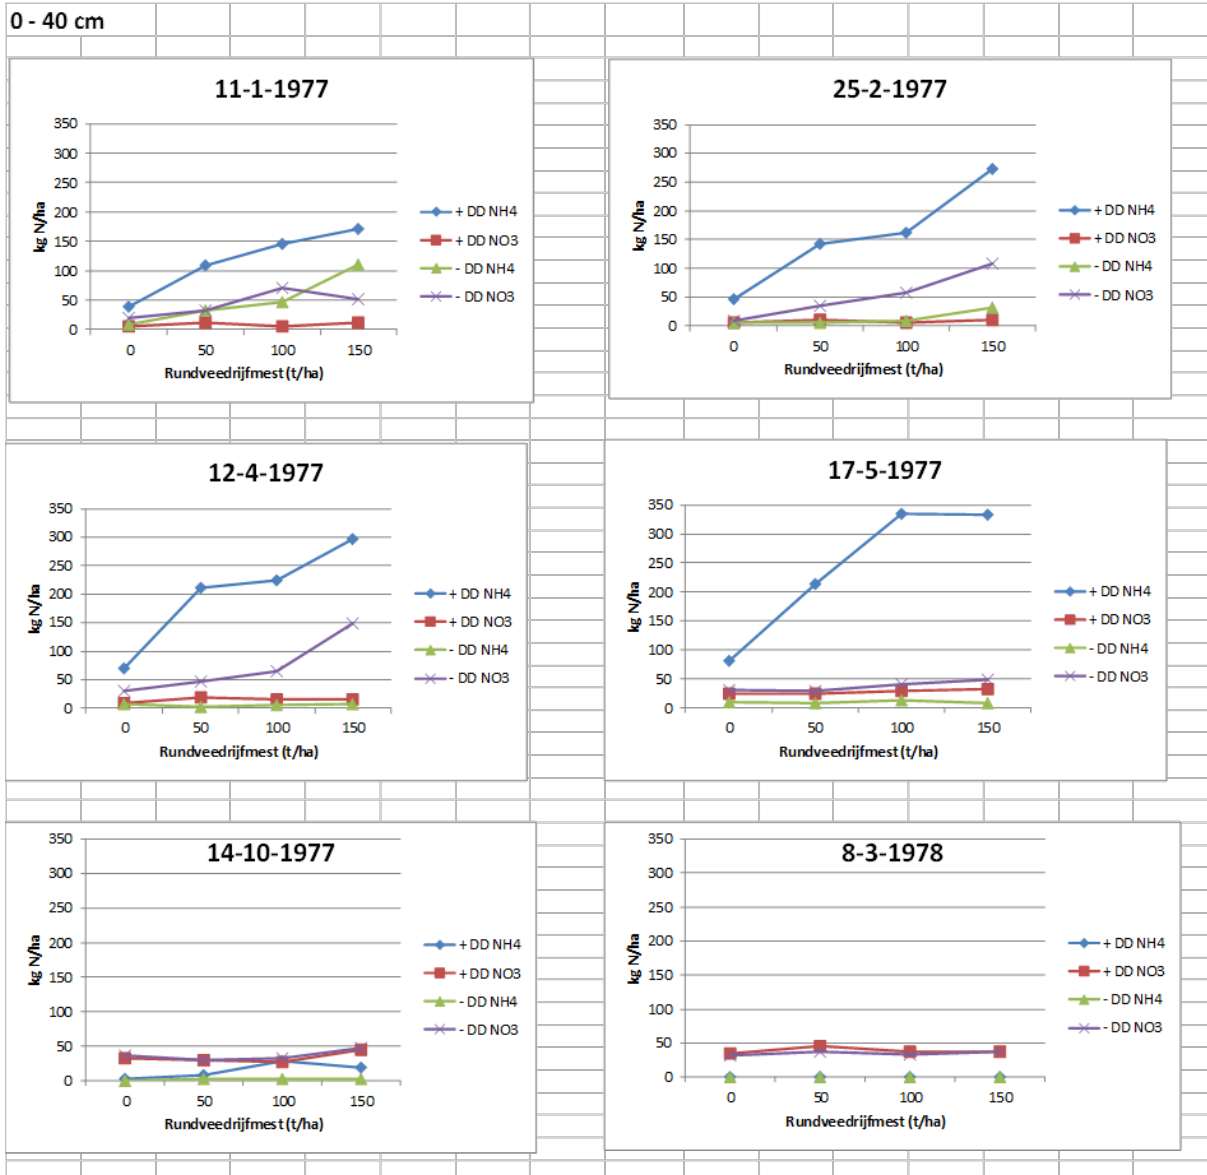 0 - 40 cm
11-1-1977
350
300
250
200
150
100
50
0
kg N/ha
0 50 100 150
Rundveedrijfmest (t/ha)
+ DD NH4
+ DD NO3
- DD NH4
- DD NO3
25-2-1977
350
300
250
200
150
100
50
0
kg N/ha
0 50 100 150
Rundveedrijfmest (t/ha)
+ DD NH4
+ DD NO3
- DD NH4
- DD NO3
12-4-1977
350
300
250
200
150
100
50
0
kg N/ha
0 50 100 150
Rundveedrijfmest (t/ha)
+ DD NH4
+ DD NO3
- DD NH4
- DD NO3
17-5-1977
350
300
250
200
150
100
50
0
kg N/ha
0 50 100 150
Rundveedrijfmest (t/ha)
+ DD NH4
+ DD NO3
- DD NH4
- DD NO3
14-10-1977
350
300
250
200
150
100
50
0
kg N/ha
0 50 100 150
Rundveedrijfmest (t/ha)
+ DD NH4
+ DD NO3
- DD NH4
- DD NO3
8-3-1978
350
300
250
200
150
100
50
0
kg N/ha
0 50 100 150
Rundveedrijfmest (t/ha)
+ DD NH4
+ DD NO3
- DD NH4
- DD NO3